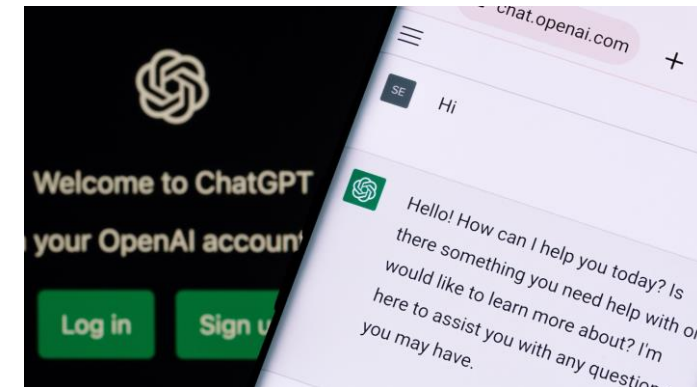 Welcome to ChatGPT
your OpenAI account
Log in
Sign u
chat.openai.com
+
SE
Hi
Hello! How can I help you today? Is
there something you need help with or
would like to learn more about? I'm
here to assist you with any question
you may have.